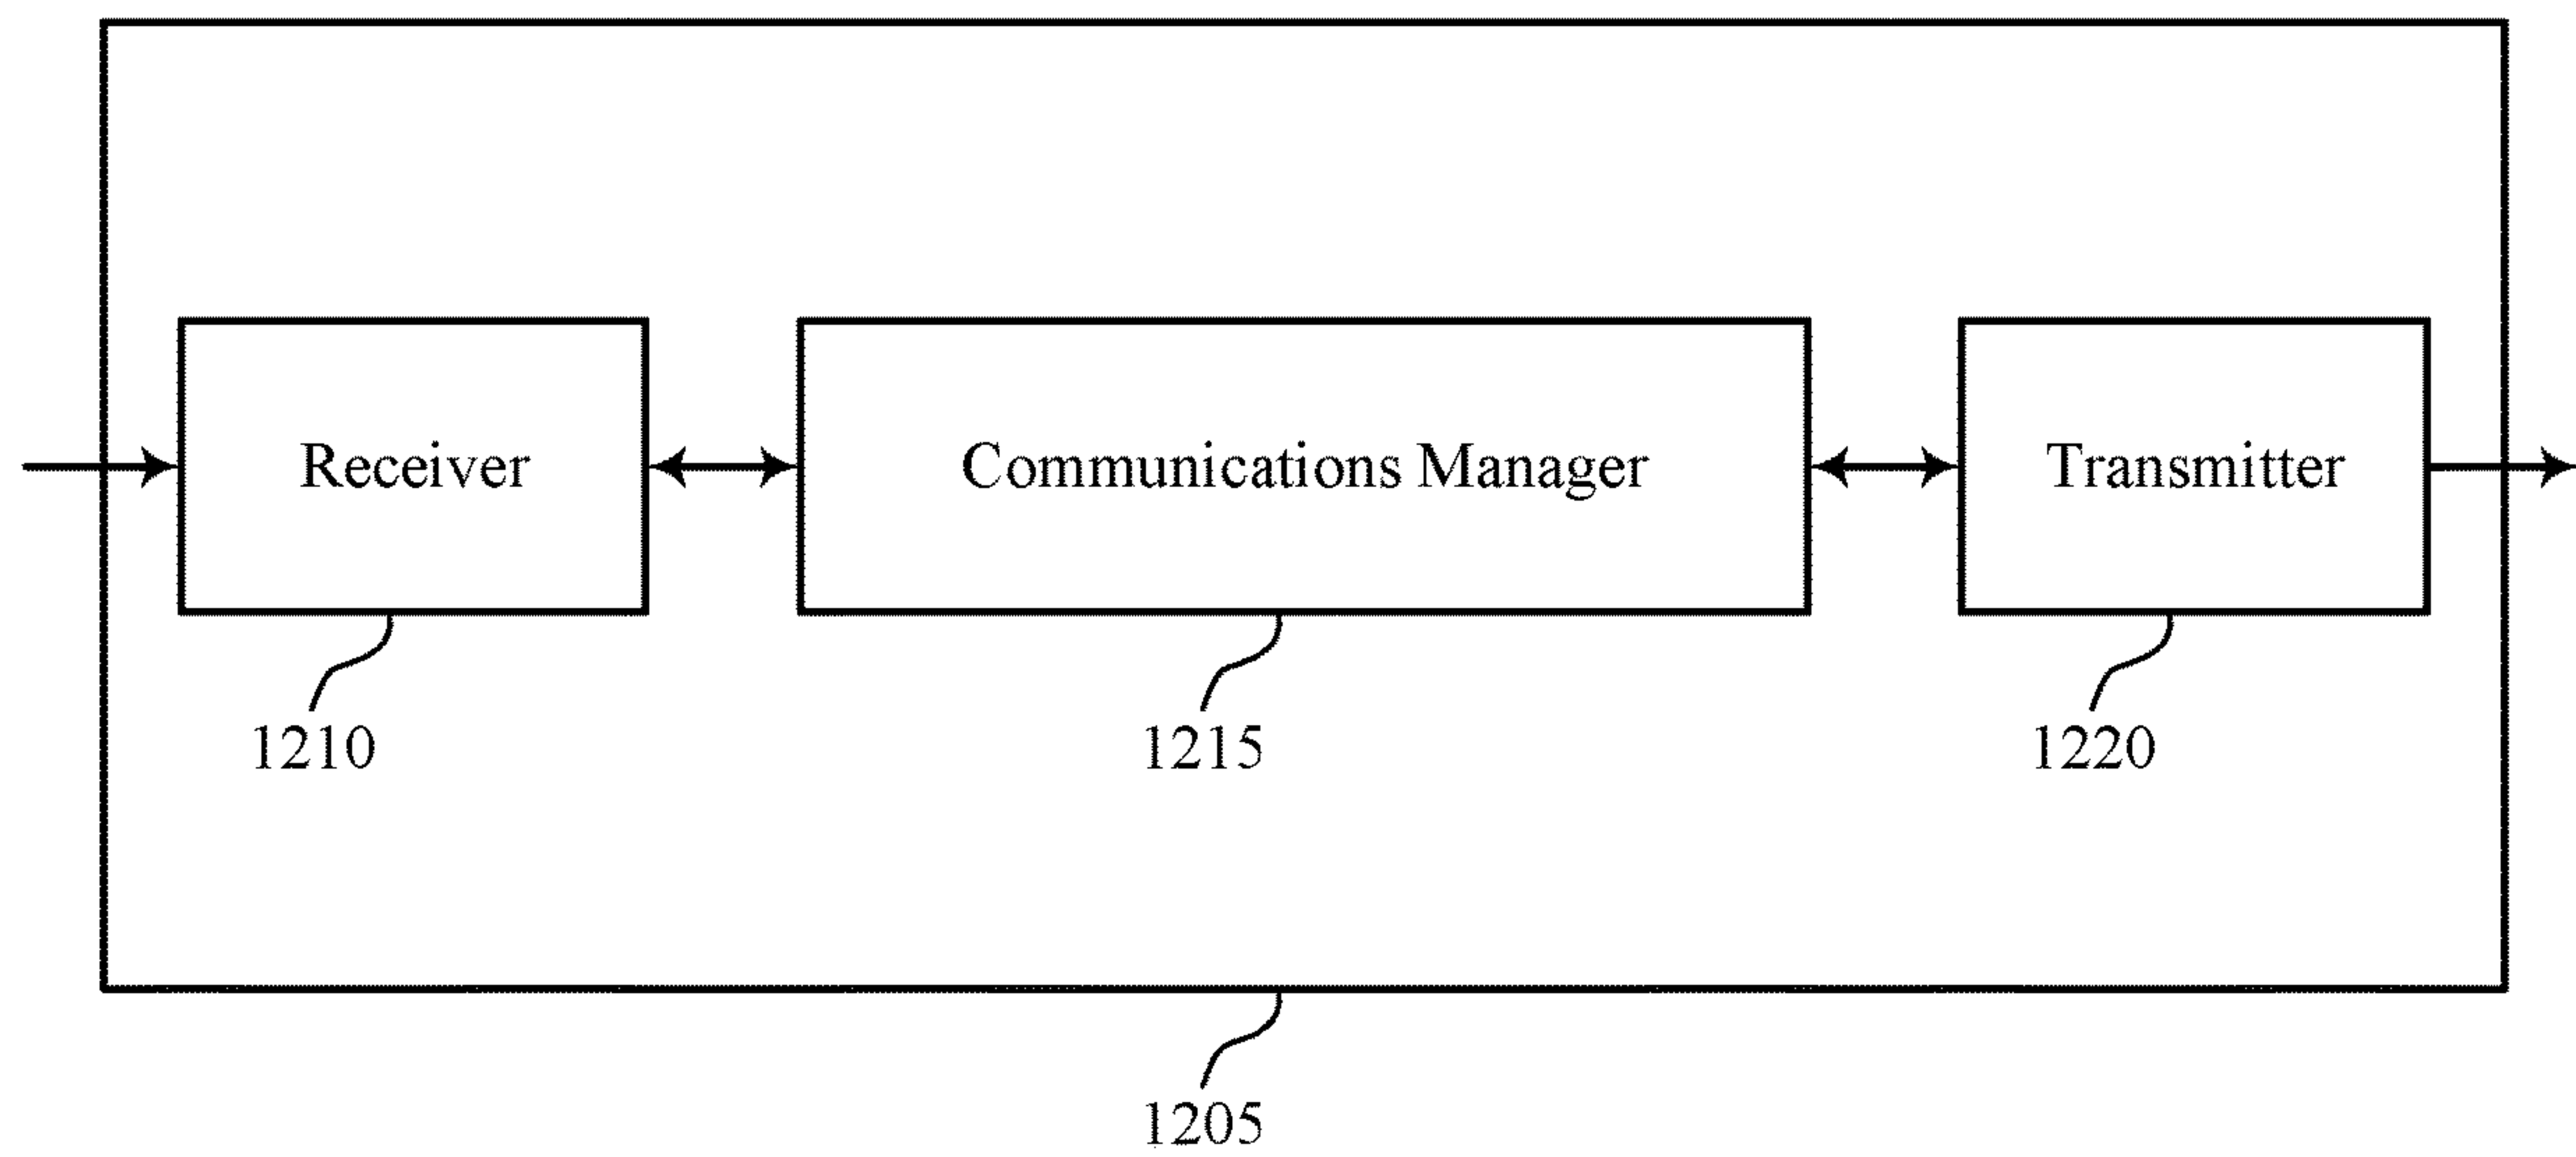 Receiver
Communications Manager
Transmitter
1210
1215
1220
1205